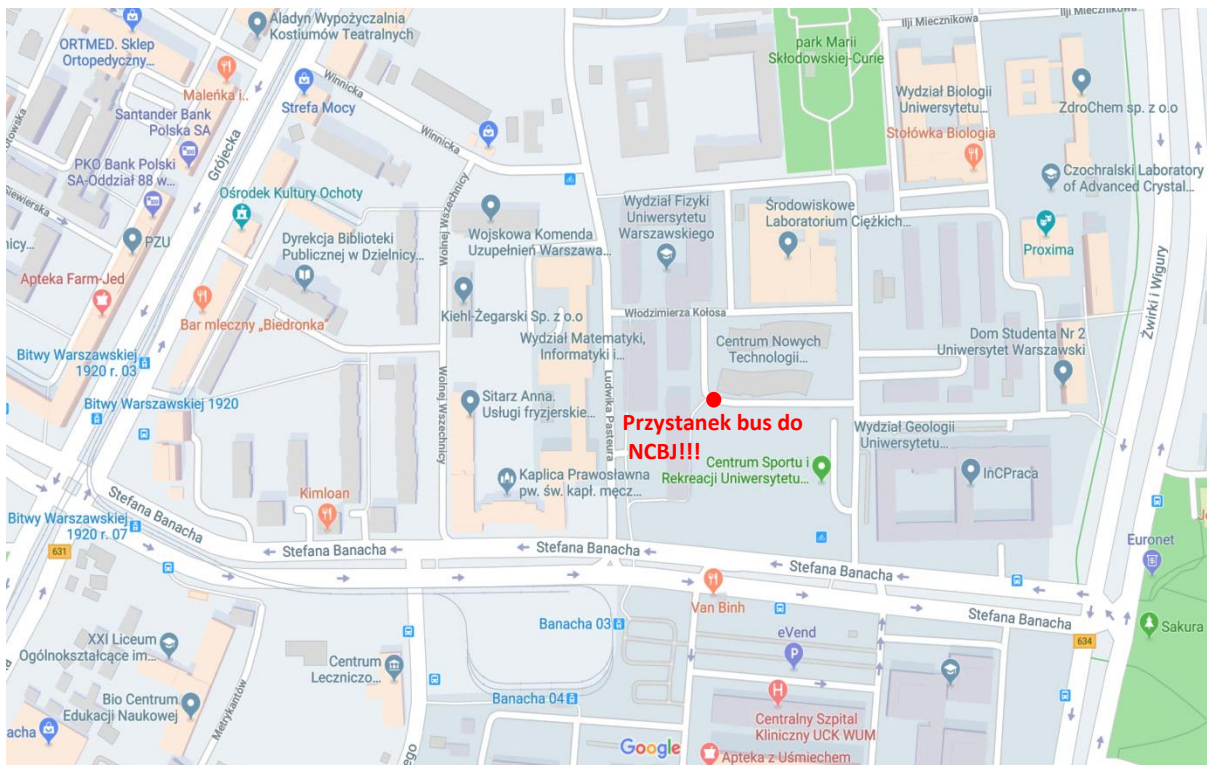 Aladyn Wypożyczalnia
Kostiumów Teatralnych
ORTMED. Sklep
Ortopedyczny...
Maleńka i..
Strefa Mocy
Santander Bank
Polska SA
Winnicka
Winnicka
Grójecka
PKO Bank Polski
SA-Oddział 88 w...
Siewierska
PZU
Ośrodek Kultury Ochoty
Dyrekcja Biblioteki
Publicznej w Dzielnicy...
Apteka Farm-Jed
Bar mleczny „Biedronka"
Bitwy Warszawskiej
1920 r. 03
Bitwy Warszawskiej 1920
Wolnej Wszechnicy
Wolnej Wszechnicy
Wojskowa Komenda
Uzupełnień Warszawa...
Kiehl-Żegarski Sp. z o.o
Wydział Matematyki,
Informatyki i...
Sitarz Anna.
Usługi fryzjerskie...
Ludwika Pasteura
Kaplica Prawosławna
pw. św. kapł. męcz...
park Marii
Skłodowskiej-Curie
Ilji Miecznikowa
Ilji Miecznikowa
Wydział Biologii
Uniwersytetu...
Stołówka Biologia
ZdroChem sp. z o.o
Czochralski Laboratory
of Advanced Crystal...
Wydział Fizyki
Uniwersytetu
Warszawskiego
Środowiskowe
Laboratorium Ciężkich...
Proxima
Włodzimierza Kołosa
Centrum Nowych
Technologii...
Dom Studenta Nr 2
Uniwersytet Warszawski
Żwirki i Wigury
Przystanek bus do
NCBJ!!!
Centrum Sportu i
Rekreacji Uniwersytetu...
Wydział Geologii
Uniwersytetu...
InCPraca
Euronet
Sakura
Kimloan
Stefana Banacha
Bitwy Warszawskiej
1920 r. 07
631
Stefana Banacha
Stefana Banacha
Stefana Banacha
Stefana Banacha
634
Van Binh
Banacha 03
eVend
XXI Liceum
Ogólnokształcące im...
Centrum
Leczniczo...
Bio Centrum
Edukacji Naukowej
Metrykantów
Banacha 04
Centralny Szpital
Kliniczny UCK WUM
Google
Apteka z Uśmiechem